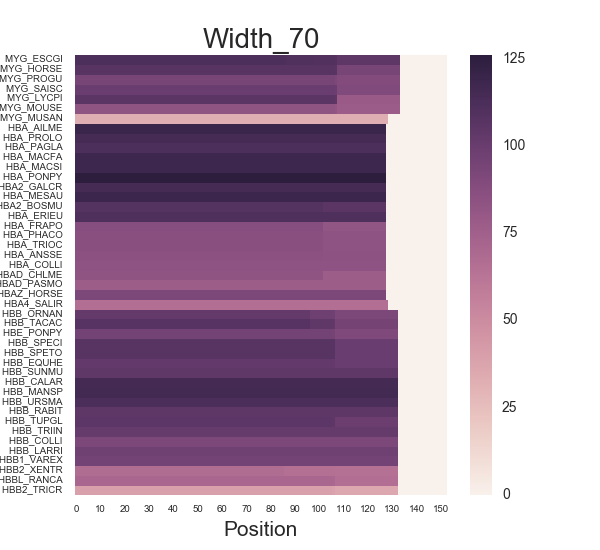 Width_70
MYG_ESCGI
MYG_HORSE
MYG_PROGU
MYG_SAISC
MYG_LYCPI
MYG_MOUSE
MYG_MUSAN
HBA_AILME
HBA_PROLO
HBA_PAGLA
HBA_MACFA
HBA_MACSI
HBA_PONPY
HBA2_GALCR
HBA_MESAU
HBA2_BOSMU
HBA_ERIEU
HBA_FRAPO
HBA_PHACO
HBA_TRIOC
HBA_ANSSE
HBA_COLLI
HBAD_CHLME
HBAD_PASMO
HBAZ_HORSE
HBA4_SALIR
HBB_ORNAN
HBB_TACAC
HBE_PONPY
HBB_SPECI
HBB_SPETO
HBB_EQUHE
HBB_SUNMU
HBB_CALAR
HBB_MANSP
HBB_URSMA
HBB_RABIT
HBB_TUPGL
HBB_TRIIN
HBB_COLLI
HBB_LARRI
HBB1_VAREX
HBB2_XENTR
HBBL_RANCA
HBB2_TRICR
0 10 20 30 40 50 60 70 80 90 100 110 120 130 140 150
Position
125
100
75
50
25
0